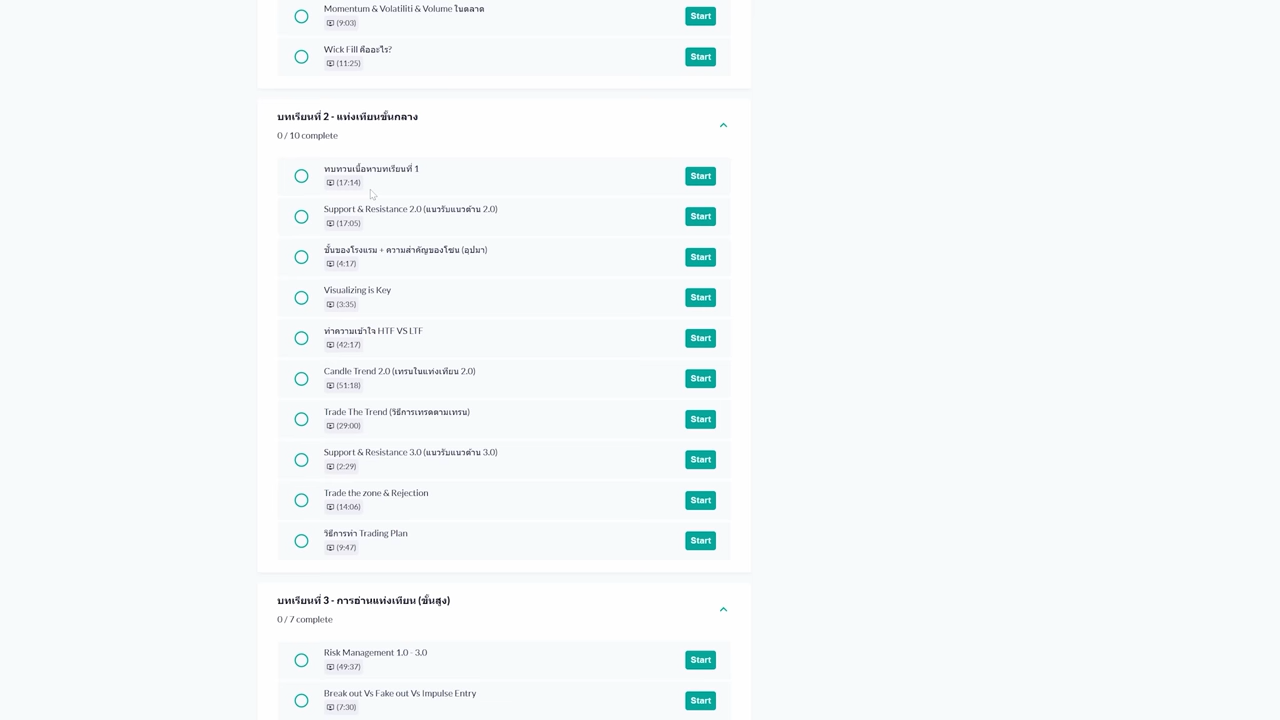 Momentum & Volatiliti & Volume ในตลาด
Start
(9:03)
Wick Fill คืออะไร?
Start
(11:25)
บทเรียนที่ 2 - แท่งเทียนขั้นกลาง
0 / 10 complete
ทบทวนเนื้อหาบทเรียนที่ 1
Start
(17:14)
Support & Resistance 2.0 (แนวรับแนวต้าน 2.0)
Start
(17:05)
ชั้นของโรงแรม + ความสำคัญของโซน (อุปมา)
Start
(4:17)
Visualizing is Key
Start
(3:35)
ทำความเข้าใจ HTF VS LTF
Start
(42:17)
Candle Trend 2.0 (เทรนในแท่งเทียน 2.0)
Start
(51:18)
Trade The Trend (วิธีการเทรดตามเทรน)
Start
(29:00)
Support & Resistance 3.0 (แนวรับแนวต้าน 3.0)
Start
(2:29)
Trade the zone & Rejection
Start
(14:06)
วิธีการทำ Trading Plan
Start
(9:47)
บทเรียนที่ 3 - การอ่านแท่งเทียน (ขั้นสูง)
0 / 7 complete
Risk Management 1.0 - 3.0
Start
(49:37)
Break out Vs Fake out Vs Impulse Entry
Start
(7:30)